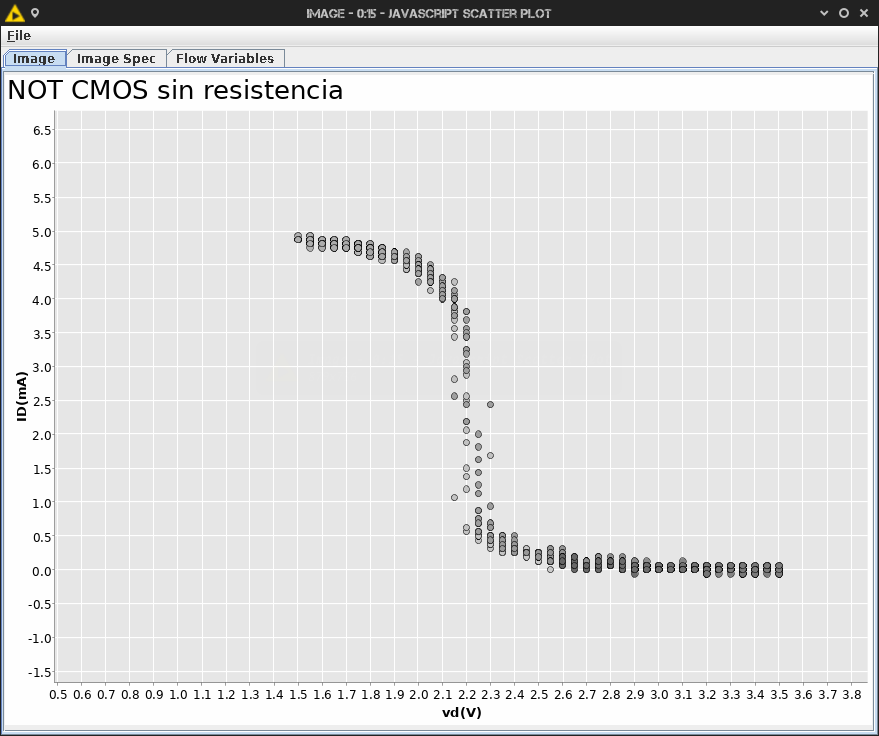 IMAGE - 0:15 - JAVASCRIPT SCATTER PLOT
File
Image Image Spec Flow Variables
NOT CMOS sin resistencia
6.5
6.0
5.5
5.0
4.5
4.0
3.5
3.0
2.5
2.0
1.5
1.0
0.5
0.0
-0.5
-1.0
-1.5
ID(mA)
0.5 0.6 0.7 0.8 0.9 1.0 1.1 1.2 1.3 1.4 1.5 1.6 1.7 1.8 1.9 2.0 2.1 2.2 2.3 2.4 2.5 2.6 2.7 2.8 2.9 3.0 3.1 3.2 3.3 3.4 3.5 3.6 3.7 3.8
vd(V)